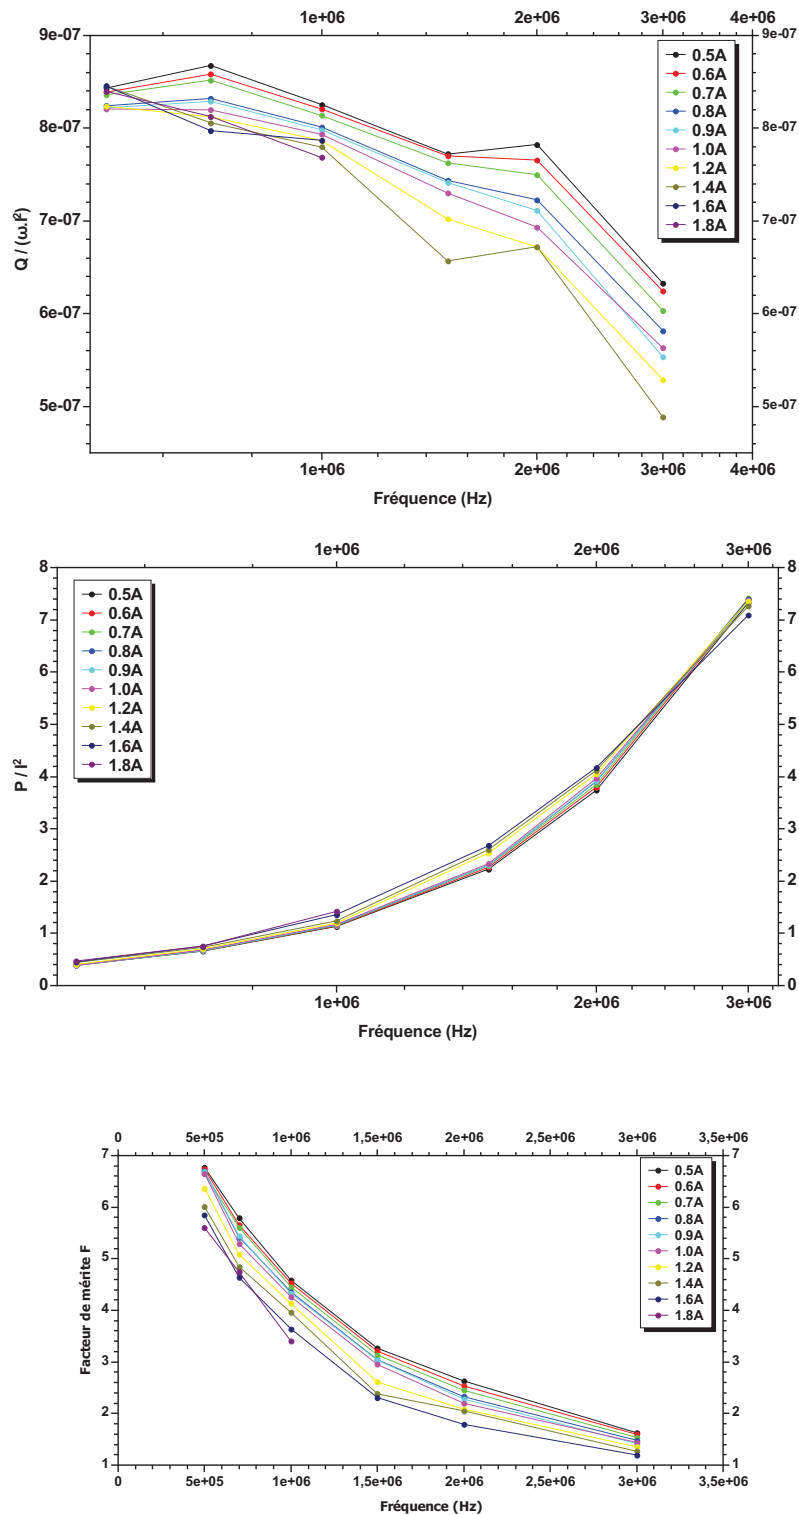 1e+06 2e+06 3e+06 4e+06
9e-07 9e-07
8e-07 8e-07
7e-07 7e-07
6e-07 6e-07
5e-07 5e-07
Q / (ω.I²)
0.5A
0.6A
0.7A
0.8A
0.9A
1.0A
1.2A
1.4A
1.6A
1.8A
1e+06 2e+06 3e+06 4e+06
Fréquence (Hz)
1e+06 2e+06 3e+06
8 8
7 7
6 6
5 5
4 4
3 3
2 2
1 1
0 0
P / I²
0.5A
0.6A
0.7A
0.8A
0.9A
1.0A
1.2A
1.4A
1.6A
1.8A
1e+06 2e+06 3e+06
Fréquence (Hz)
0 5e+05 1e+06 1,5e+06 2e+06 2,5e+06 3e+06 3,5e+06
7 7
6 6
5 5
4 4
3 3
2 2
1 1
Facteur de mérite F
0.5A
0.6A
0.7A
0.8A
0.9A
1.0A
1.2A
1.4A
1.6A
1.8A
0 5e+05 1e+06 1,5e+06 2e+06 2,5e+06 3e+06 3,5e+06
Fréquence (Hz)